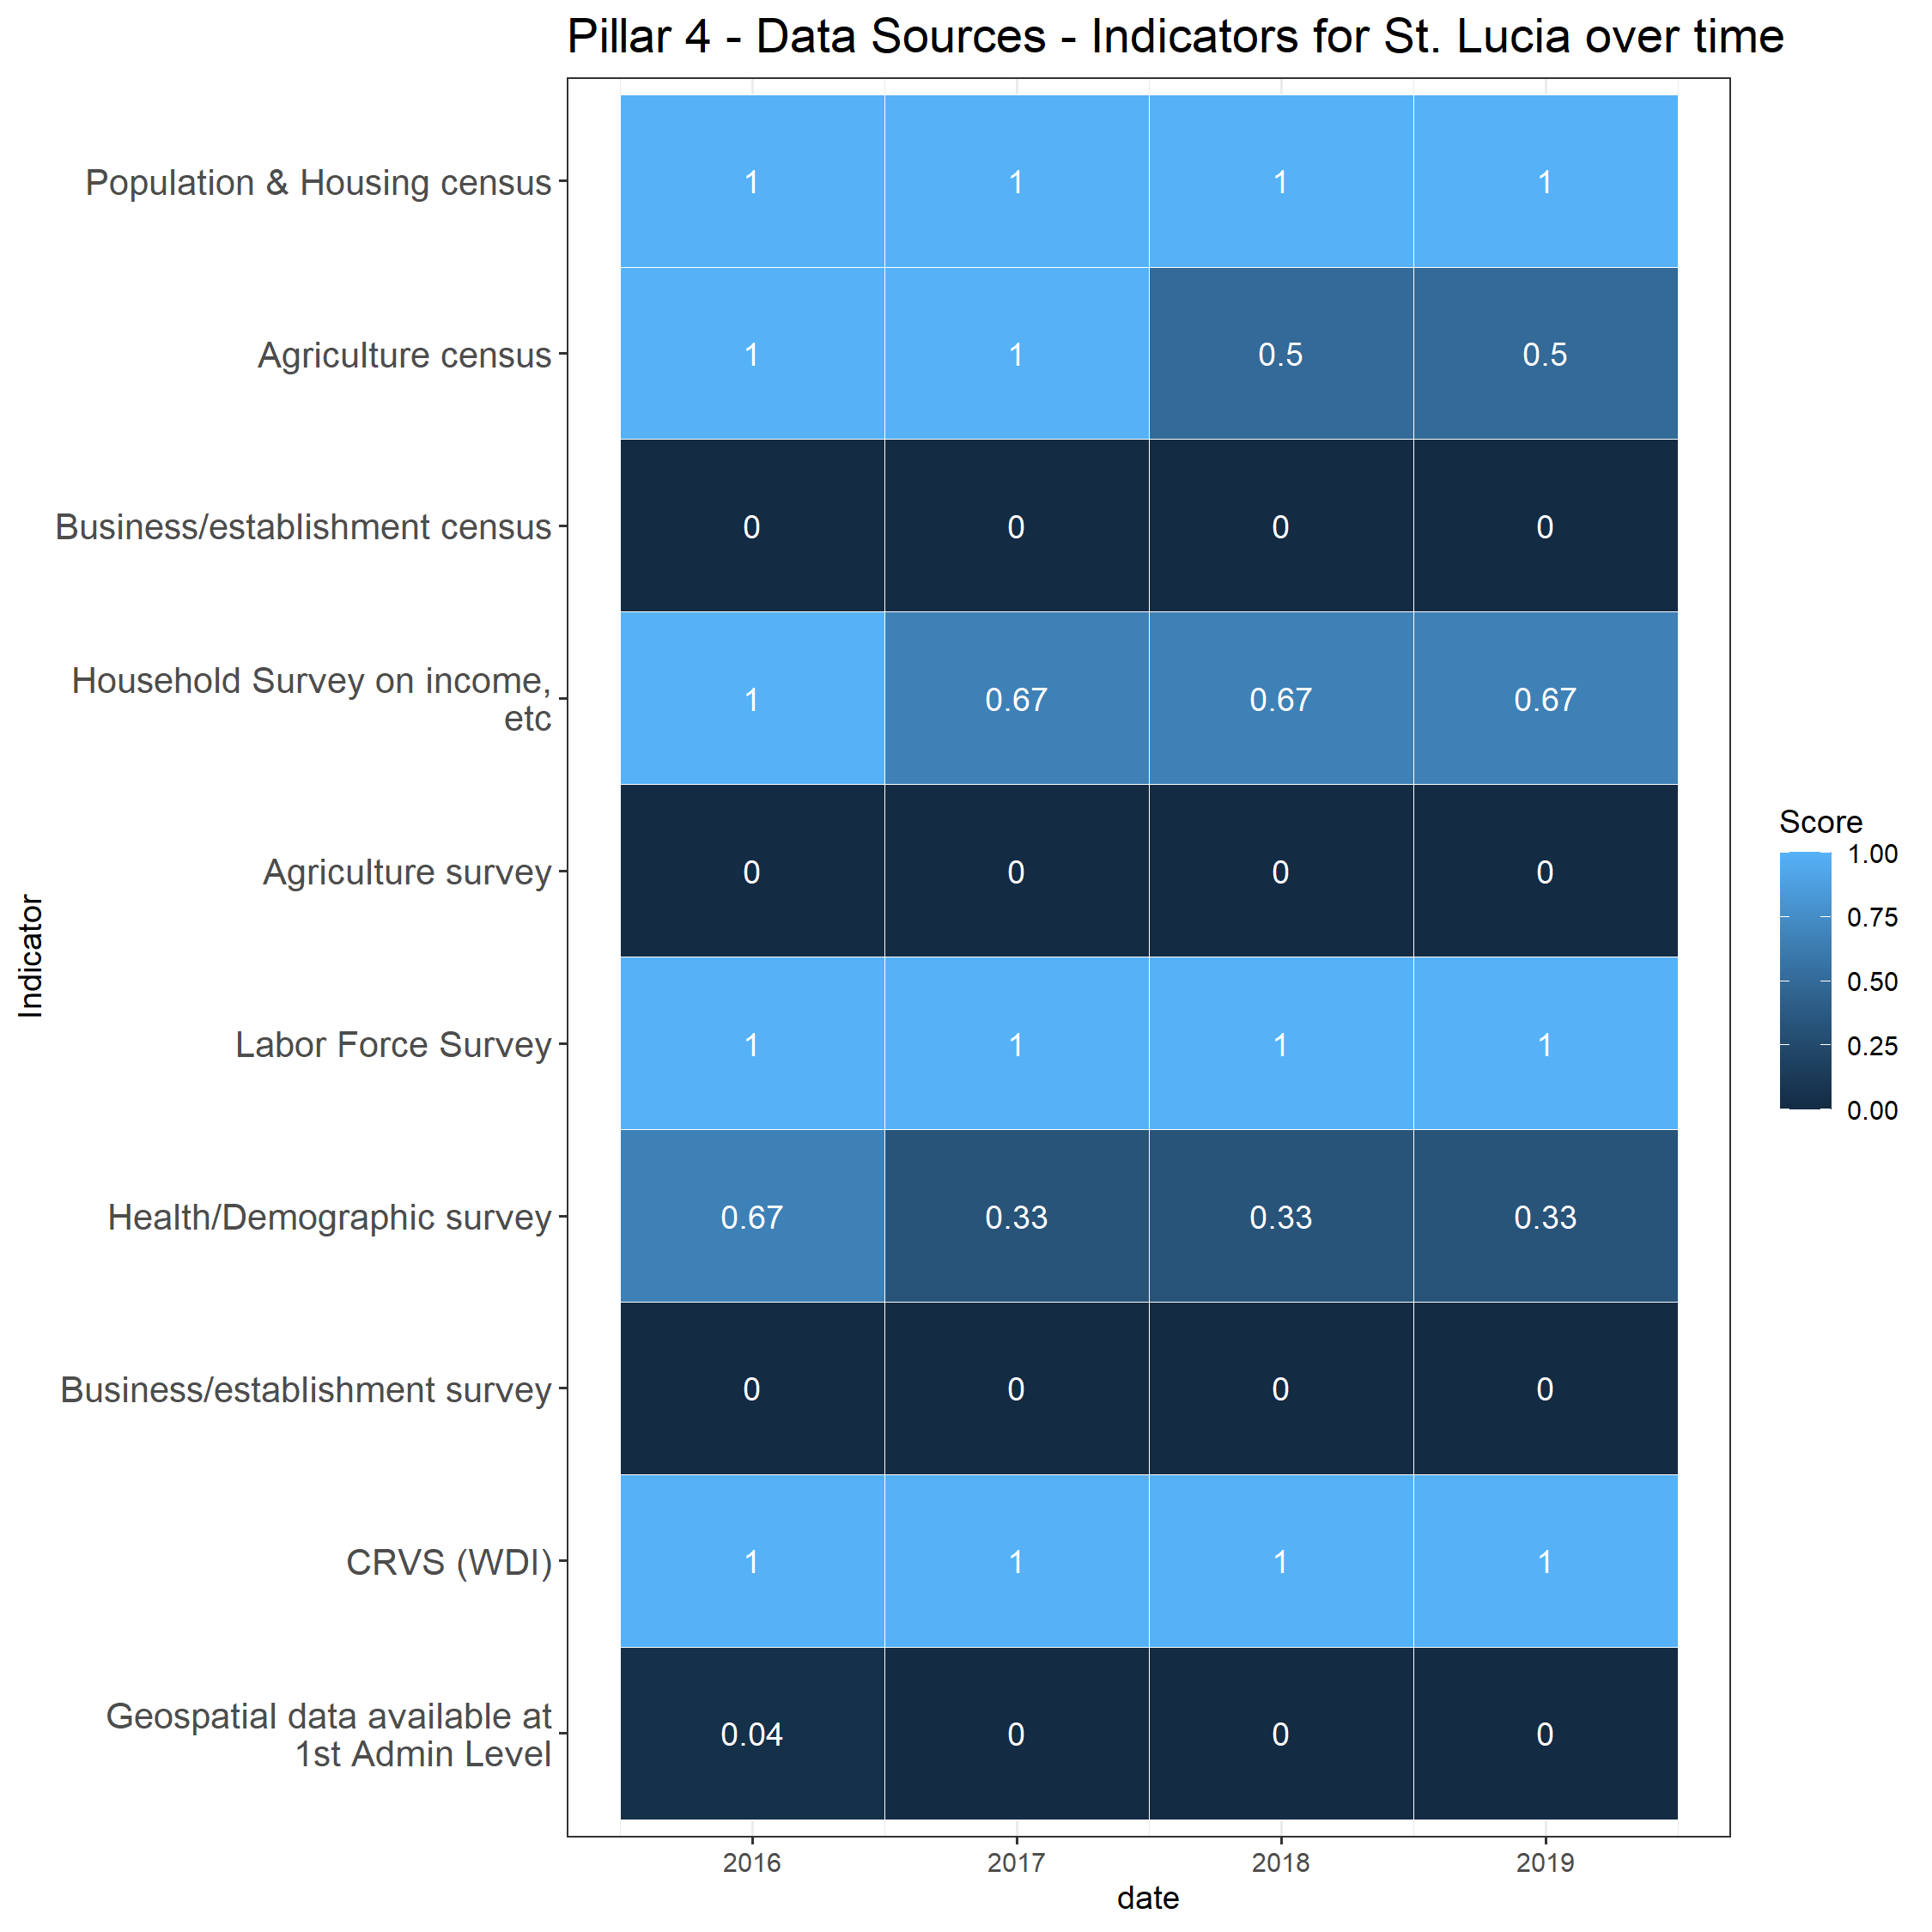 Pillar 4 - Data Sources - Indicators for St. Lucia over time
Population & Housing census
1 1 1 1
Agriculture census
1 1 0.5 0.5
Business/establishment census
0 0 0 0
Household Survey on income,
etc
1 0.67 0.67 0.67
Agriculture survey
0 0 0 0
Labor Force Survey
1 1 1 1
Health/Demographic survey
0.67 0.33 0.33 0.33
Business/establishment survey
0 0 0 0
CRVS (WDI)
1 1 1 1
Geospatial data available at
1st Admin Level
0.04 0 0 0
2016 2017 2018 2019
date
Indicator
Score
1.00
0.75
0.50
0.25
0.00